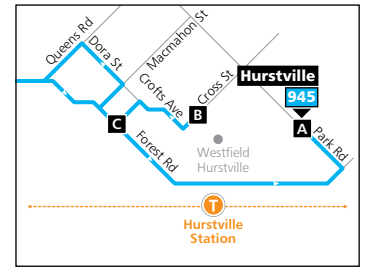 Queens Rd
Dora St
Macmahon St
Crofts Ave
Cross St
Hurstville
945
B
A
C
Park Rd
Forest Rd
Westfield
Hurstville
T
Hurstville
Station